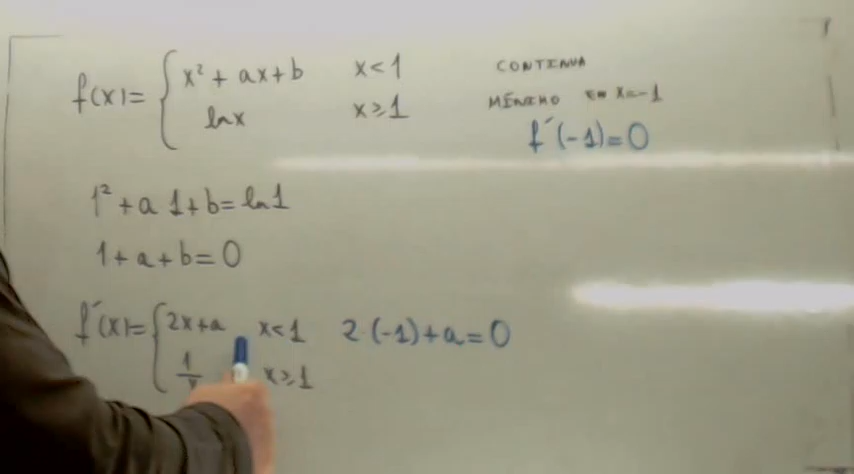 f(x)= { x² + ax + b   x < 1
ln x   x ≥ 1
CONTINUA
MÍNIMO EN x=-1
f´(-1)=0
1² + a 1 + b = ln 1
1 + a + b = 0
f´(x)= { 2x+a   x < 1   2·(-1)+a=0
1/x   x ≥ 1